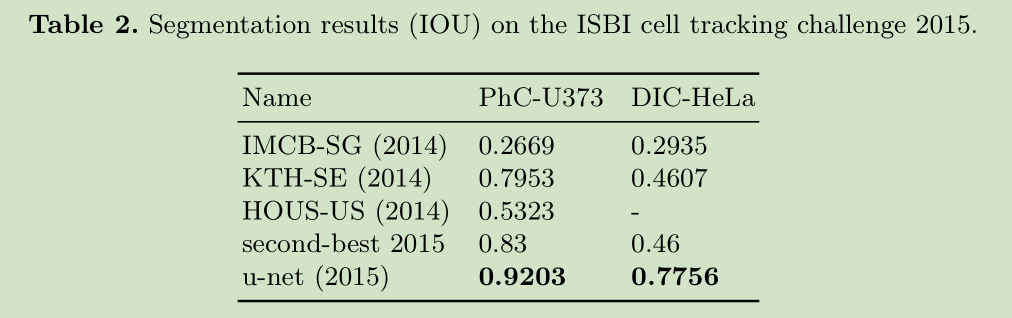 Table 2. Segmentation results (IOU) on the ISBI cell tracking challenge 2015.
Name PhC-U373 DIC-HeLa
IMCB-SG (2014) 0.2669 0.2935
KTH-SE (2014) 0.7953 0.4607
HOUS-US (2014) 0.5323 -
second-best 2015 0.83 0.46
u-net (2015) 0.9203 0.7756